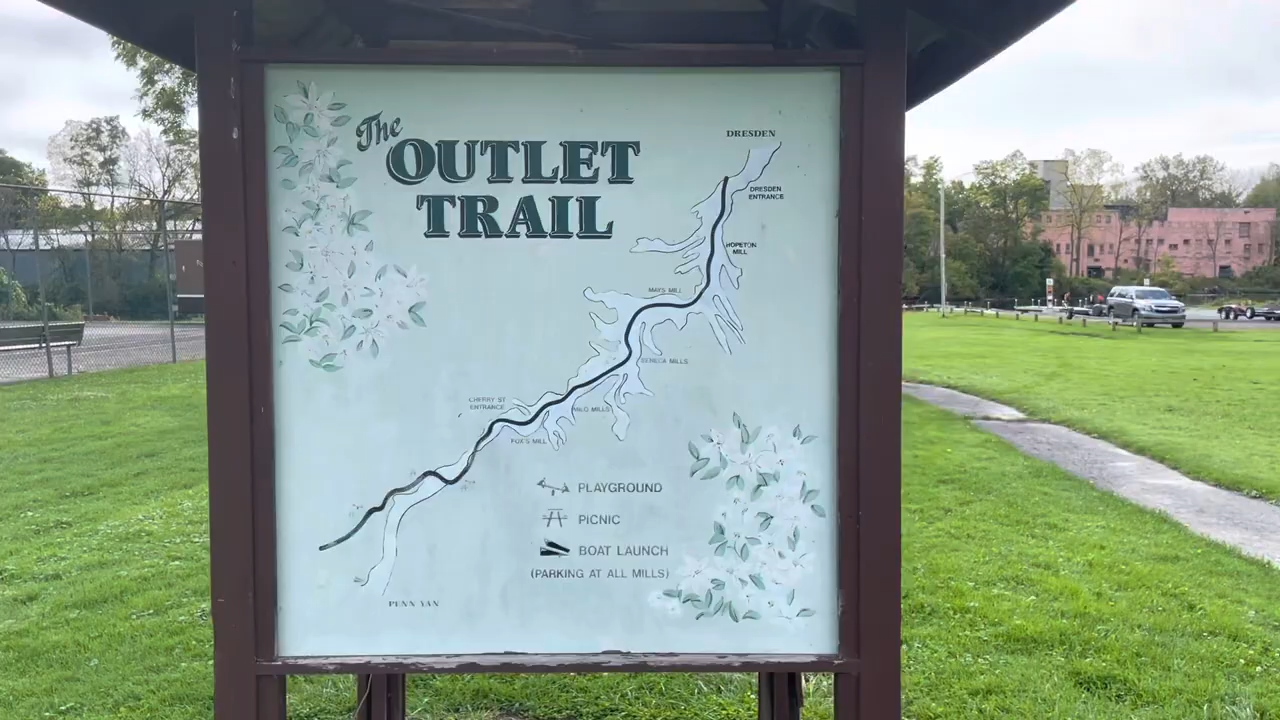 The
OUTLET
TRAIL
DRESDEN
DRESDEN
ENTRANCE
HOPETON
MILL
MAYS MILL
SENECA MILLS
CHERRY ST
ENTRANCE
MILO MILLS
FOX'S MILL
PLAYGROUND
PICNIC
BOAT LAUNCH
(PARKING AT ALL MILLS)
PENN YAN